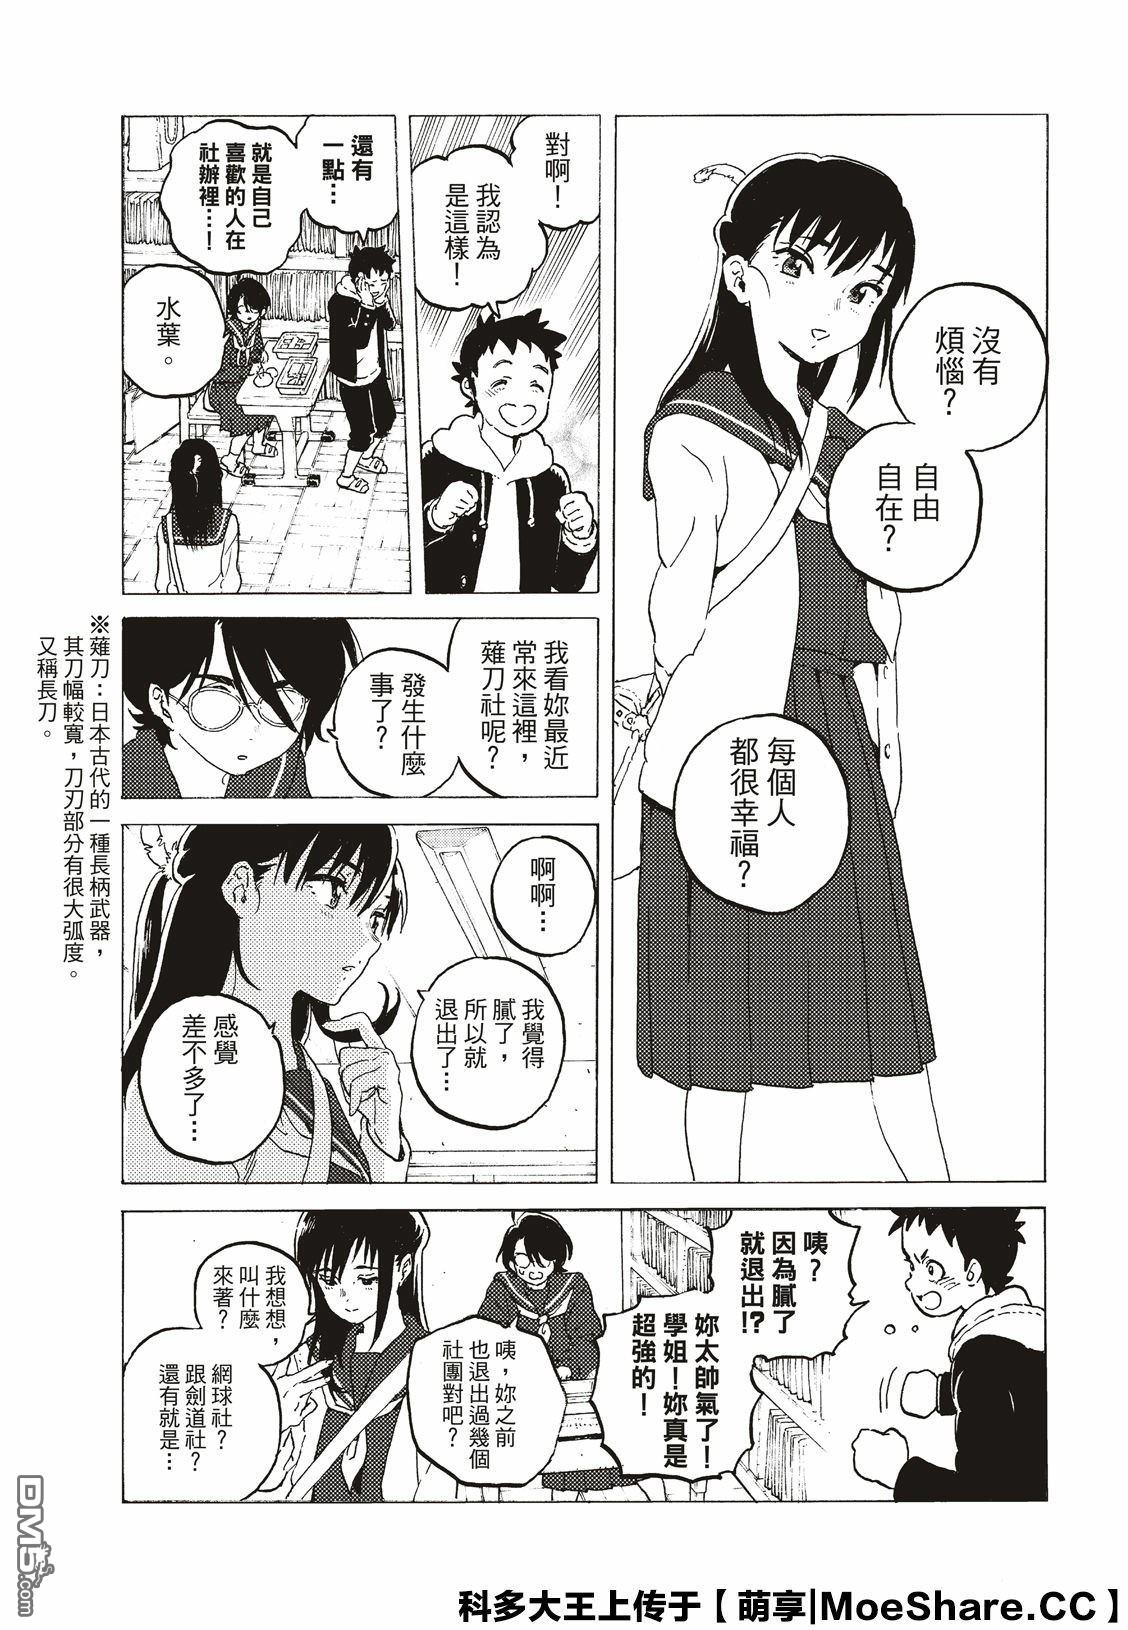 沒有
煩惱?
自由
自在?
每個人
都很幸福?
對啊!
我認為
是這樣!
還有
一點…
就是自己
喜歡的人在
社辦裡…!
水葉。
我看妳最近
常來這裡,
薙刀社呢?
發生什麼
事了?
啊啊…
我覺得
膩了,
所以就
退出了…
感覺
差不多了…
咦?
因為膩了
就退出!?
妳太帥氣了!
學姐!妳真是
超強的!
咦,妳之前
也退出過幾個
社團對吧?
我想想,
叫什麼
來著?
網球社?
跟劍道社?
還有就是…
※薙刀:日本古代的一種長柄武器,
其刀幅較寬,刀刃部分有很大弧度。
又稱長刀。
DM5
.com
科多大王上传于【萌享|MoeShare.CC】